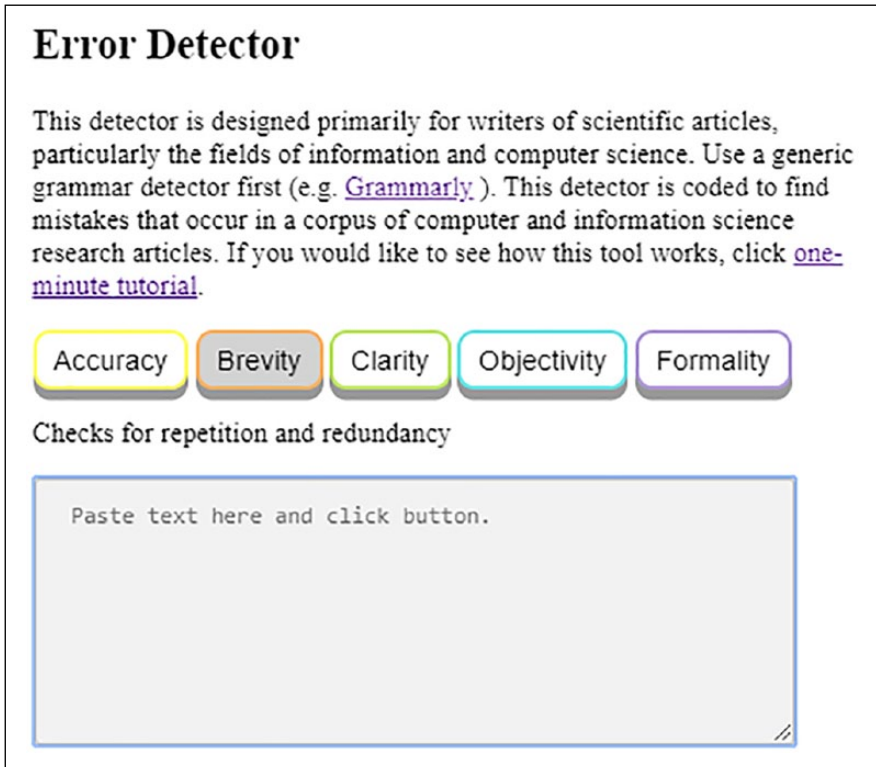 Error Detector
This detector is designed primarily for writers of scientific articles,
particularly the fields of information and computer science. Use a generic
grammar detector first (e.g. Grammarly ). This detector is coded to find
mistakes that occur in a corpus of computer and information science
research articles. If you would like to see how this tool works, click one-
minute tutorial.
Accuracy Brevity Clarity Objectivity Formality
Checks for repetition and redundancy
Paste text here and click button.